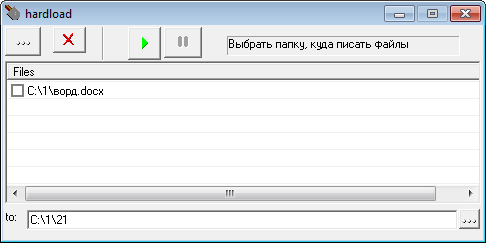 hardload
...
Выбрать папку, куда писать файлы
Files
C:\1\ворд.docx
to: C:\1\21 ...